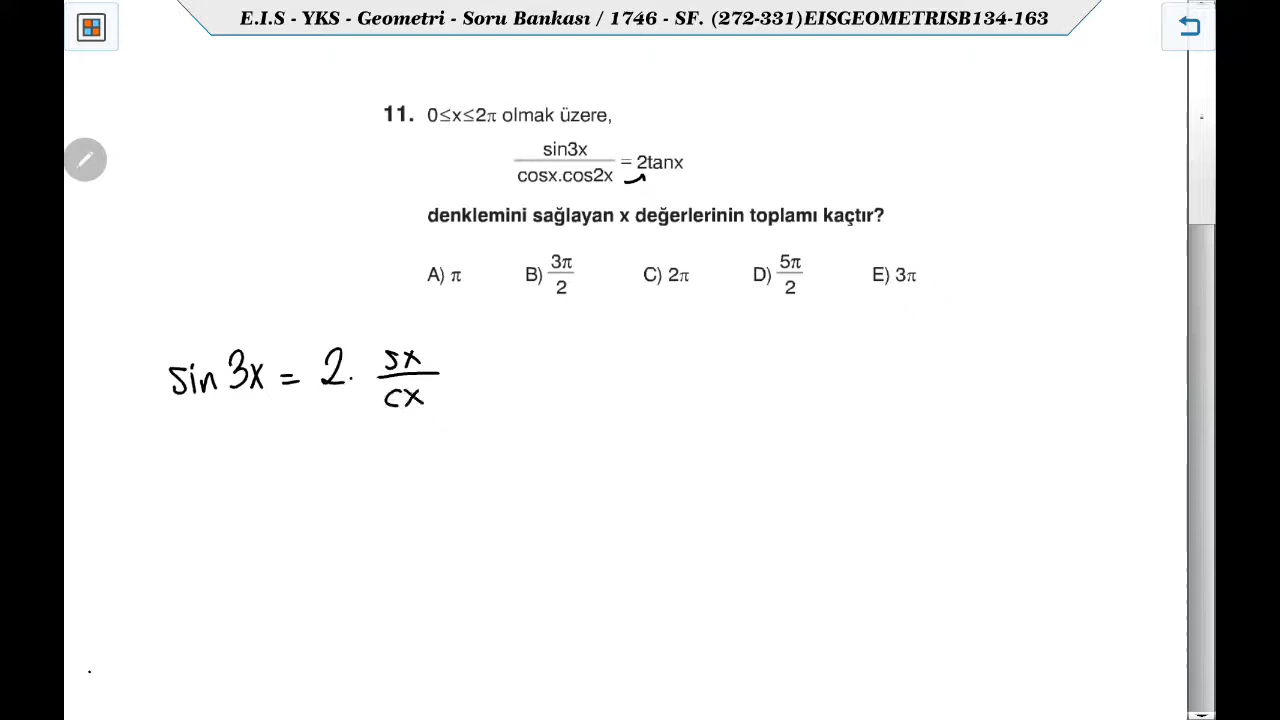 E.I.S - YKS - Geometri - Soru Bankası / 1746 - SF. (272-331)EISGEOMETRISB134-163
11. 0≤x≤2π olmak üzere,
sin3x
cosx.cos2x
= 2tanx
denklemini sağlayan x değerlerinin toplamı kaçtır?
A) π B) 3π/2 C) 2π D) 5π/2 E) 3π
sin 3x = 2. sx/cx